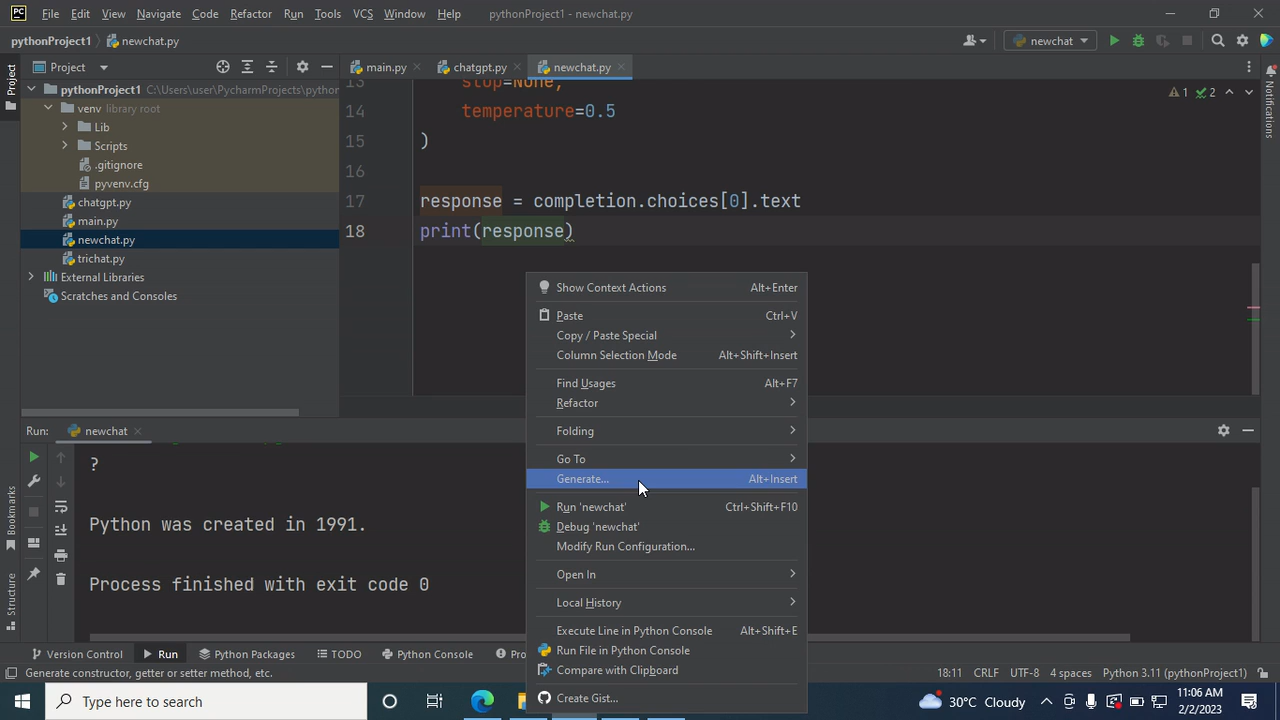 PC File Edit View Navigate Code Refactor Run Tools VCS Window Help pythonProject1 - newchat.py
pythonProject1 newchat.py newchat
Project
Project
main.py chatgpt.py newchat.py
Notifications
pythonProject1 C:\Users\user\PycharmProjects\python
venv library root
Lib
Scripts
.gitignore
pyvenv.cfg
chatgpt.py
main.py
newchat.py
trichat.py
External Libraries
Scratches and Consoles
1 2
13 stop=None,
14 temperature=0.5
15 )
16
17 response = completion.choices[0].text
18 print(response)
Show Context Actions Alt+Enter
Paste Ctrl+V
Copy / Paste Special
Column Selection Mode Alt+Shift+Insert
Find Usages Alt+F7
Refactor
Folding
Go To
Generate... Alt+Insert
Run 'newchat' Ctrl+Shift+F10
Debug 'newchat'
Modify Run Configuration...
Open In
Local History
Execute Line in Python Console Alt+Shift+E
Run File in Python Console
Compare with Clipboard
Create Gist...
Run: newchat
?
Python was created in 1991.
Process finished with exit code 0
Bookmarks
Structure
Version Control Run Python Packages TODO Python Console Pro
Generate constructor, getter or setter method, etc. 18:11 CRLF UTF-8 4 spaces Python 3.11 (pythonProject1)
Type here to search 30°C Cloudy 11:06 AM
2/2/2023